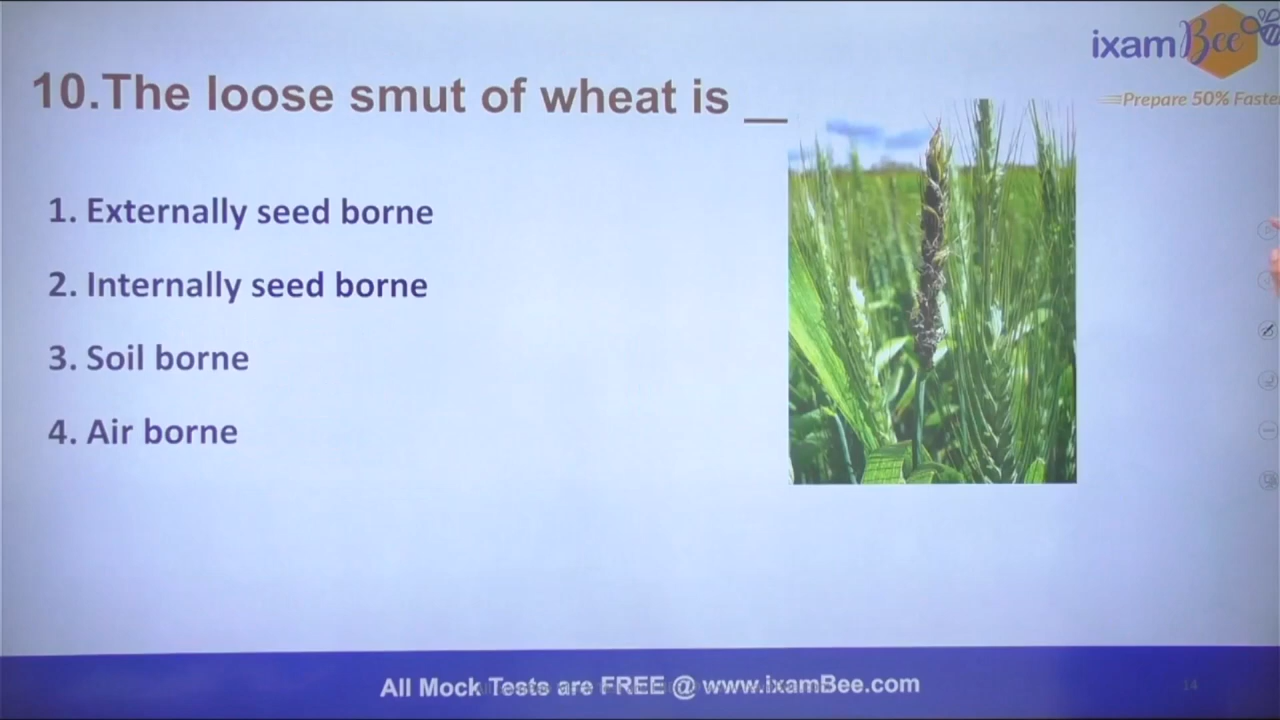 ixamBee
Prepare 50% Faste
10.The loose smut of wheat is __
1. Externally seed borne
2. Internally seed borne
3. Soil borne
4. Air borne
All Mock Tests are FREE @ www.ixamBee.com
14